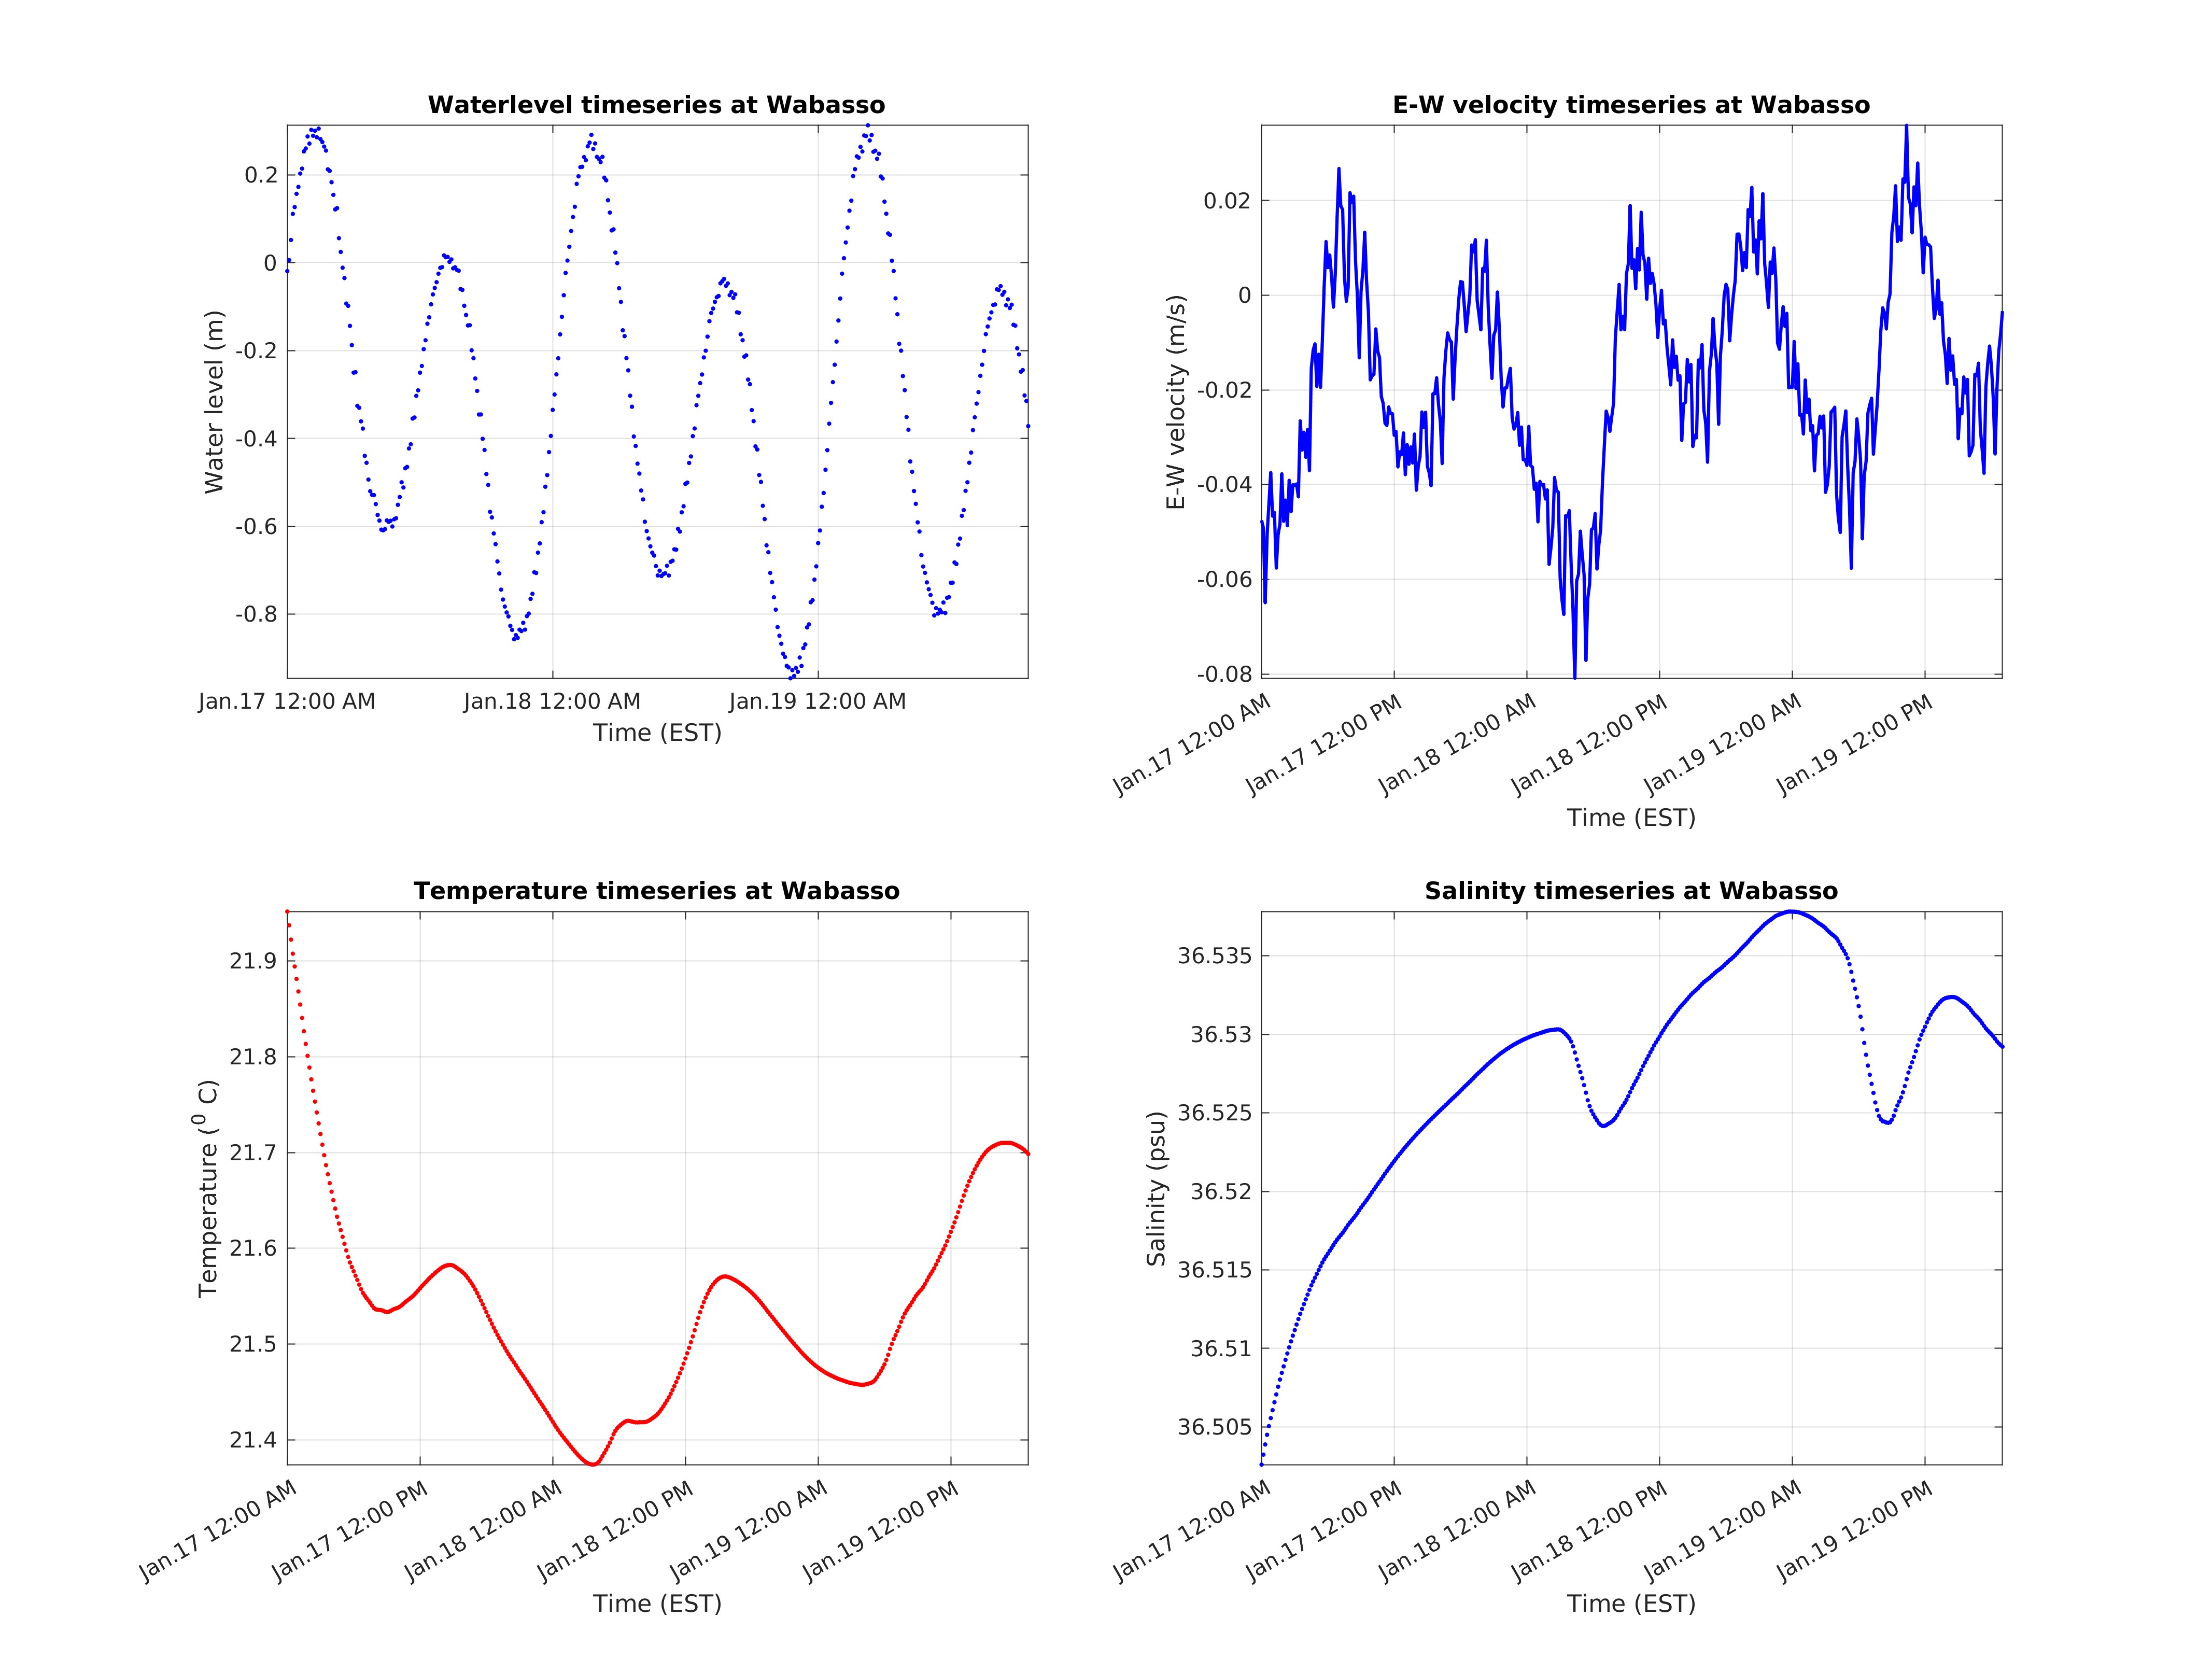 Waterlevel timeseries at Wabasso
0.2
0
-0.2
-0.4
-0.6
-0.8
Water level (m)
Jan.17 12:00 AM
Jan.18 12:00 AM
Jan.19 12:00 AM
Time (EST)
E-W velocity timeseries at Wabasso
0.02
0
-0.02
-0.04
-0.06
-0.08
E-W velocity (m/s)
Jan.17 12:00 AM
Jan.17 12:00 PM
Jan.18 12:00 AM
Jan.18 12:00 PM
Jan.19 12:00 AM
Jan.19 12:00 PM
Time (EST)
Temperature timeseries at Wabasso
21.9
21.8
21.7
21.6
21.5
21.4
Temperature (⁰ C)
Jan.17 12:00 AM
Jan.17 12:00 PM
Jan.18 12:00 AM
Jan.18 12:00 PM
Jan.19 12:00 AM
Jan.19 12:00 PM
Time (EST)
Salinity timeseries at Wabasso
36.535
36.53
36.525
36.52
36.515
36.51
36.505
Salinity (psu)
Jan.17 12:00 AM
Jan.17 12:00 PM
Jan.18 12:00 AM
Jan.18 12:00 PM
Jan.19 12:00 AM
Jan.19 12:00 PM
Time (EST)